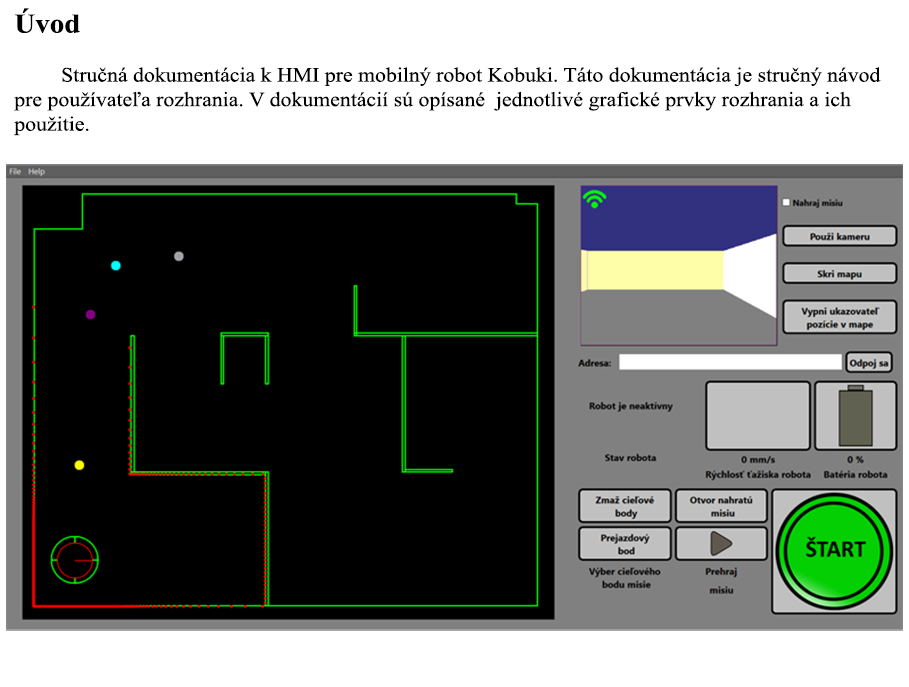 Úvod
Stručná dokumentácia k HMI pre mobilný robot Kobuki. Táto dokumentácia je stručný návod
pre používateľa rozhrania. V dokumentácií sú opísané  jednotlivé grafické prvky rozhrania a ich
použitie.
File Help
Nahraj misiu
Použi kameru
Skri mapu
Vypni ukazovateľ
pozície v mape
Adresa:
Odpoj sa
Robot je neaktívny
Stav robota
0 mm/s
Rýchlosť ťažiska robota
0 %
Batéria robota
Zmaž cieľové
body
Otvor nahratú
misiu
Prejazdový
bod
Výber cieľového
bodu misie
Prehraj
misiu
ŠTART